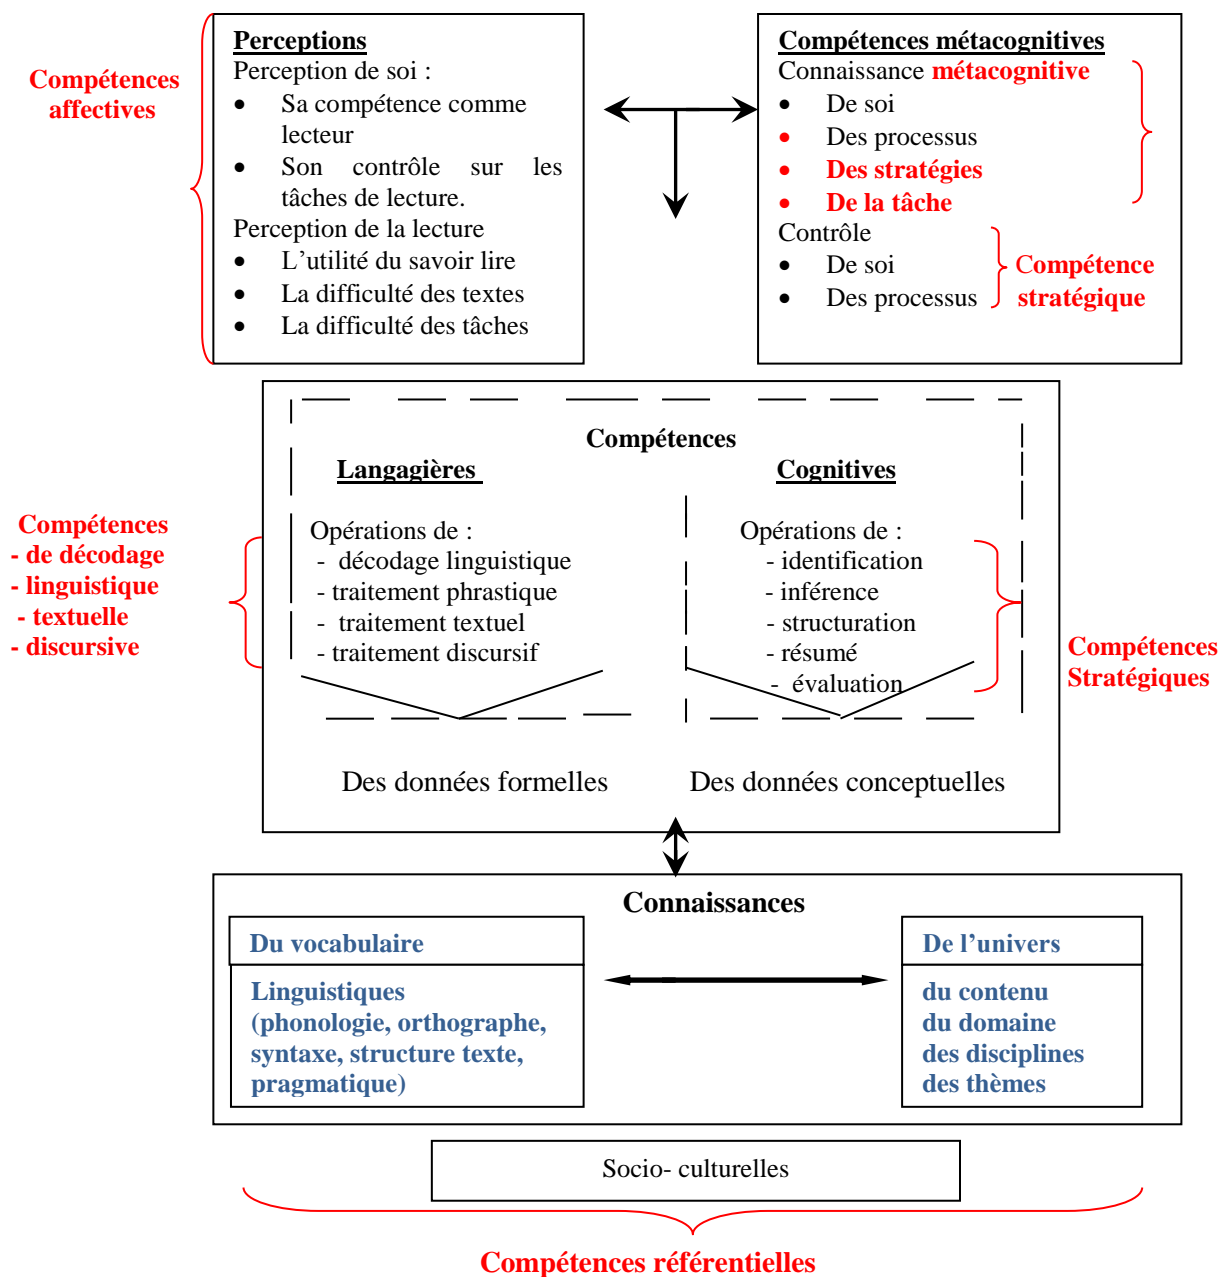 Compétences
affectives
Perceptions
Perception de soi :
• Sa compétence comme
lecteur
• Son contrôle sur les
tâches de lecture.
Perception de la lecture
• L’utilité du savoir lire
• La difficulté des textes
• La difficulté des tâches
Compétences métacognitives
Connaissance métacognitive
• De soi
• Des processus
• Des stratégies
• De la tâche
Contrôle
• De soi
• Des processus
Compétence
stratégique
Compétences
Langagières
Opérations de :
- décodage linguistique
- traitement phrastique
- traitement textuel
- traitement discursif
Cognitives
Opérations de :
- identification
- inférence
- structuration
- résumé
- évaluation
Compétences
- de décodage
- linguistique
- textuelle
- discursive
Compétences
Stratégiques
Des données formelles
Des données conceptuelles
Connaissances
Du vocabulaire
Linguistiques
(phonologie, orthographe,
syntaxe, structure texte,
pragmatique)
De l’univers
du contenu
du domaine
des disciplines
des thèmes
Socio- culturelles
Compétences référentielles